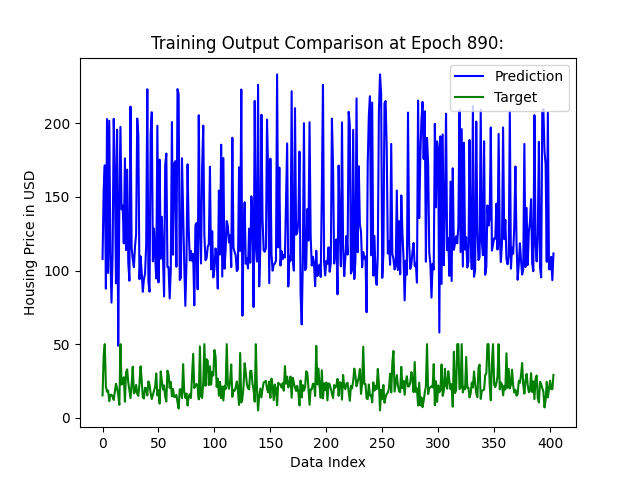 Training Output Comparison at Epoch 890:
Prediction
Target
Housing Price in USD
200
150
100
50
0
0
50
100
150
200
250
300
350
400
Data Index